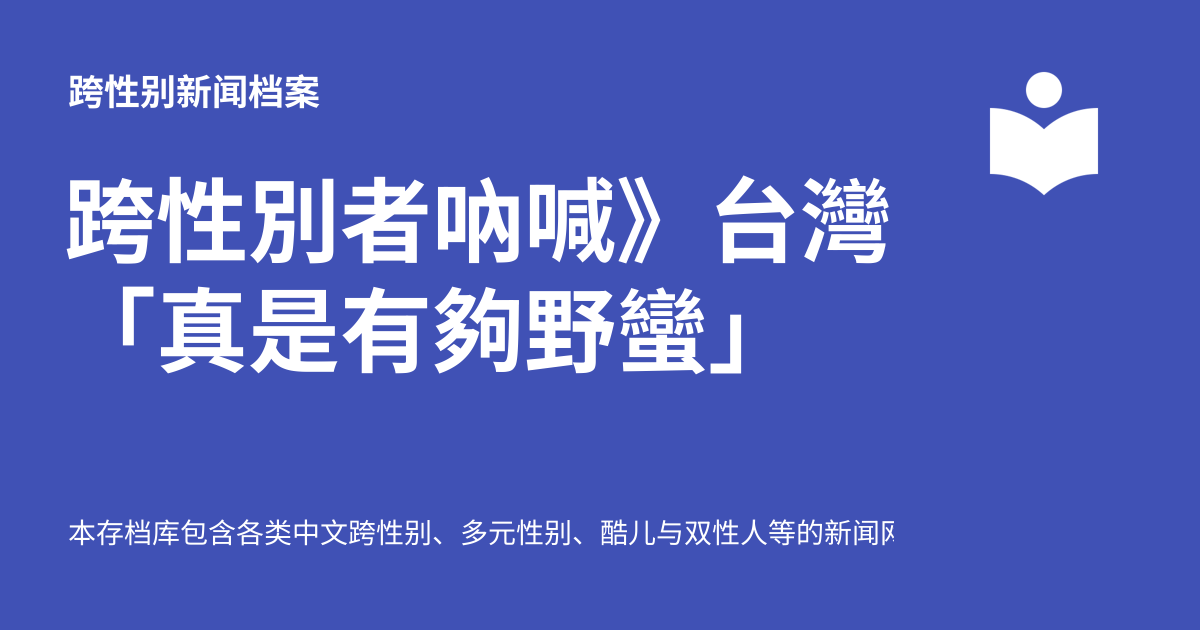 跨性别新闻档案
跨性別者吶喊》台灣
「真是有夠野蠻」
本存档库包含各类中文跨性别、多元性别、酷儿与双性人等的新闻